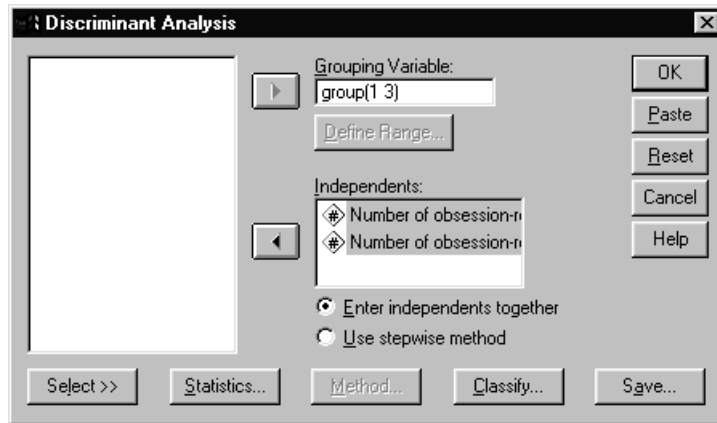 Discriminant Analysis
Grouping Variable:
group(1 3)
Define Range...
Independents:
Number of obsession-r
Number of obsession-r
Enter independents together
Use stepwise method
OK
Paste
Reset
Cancel
Help
Select >>
Statistics...
Method...
Classify...
Save...